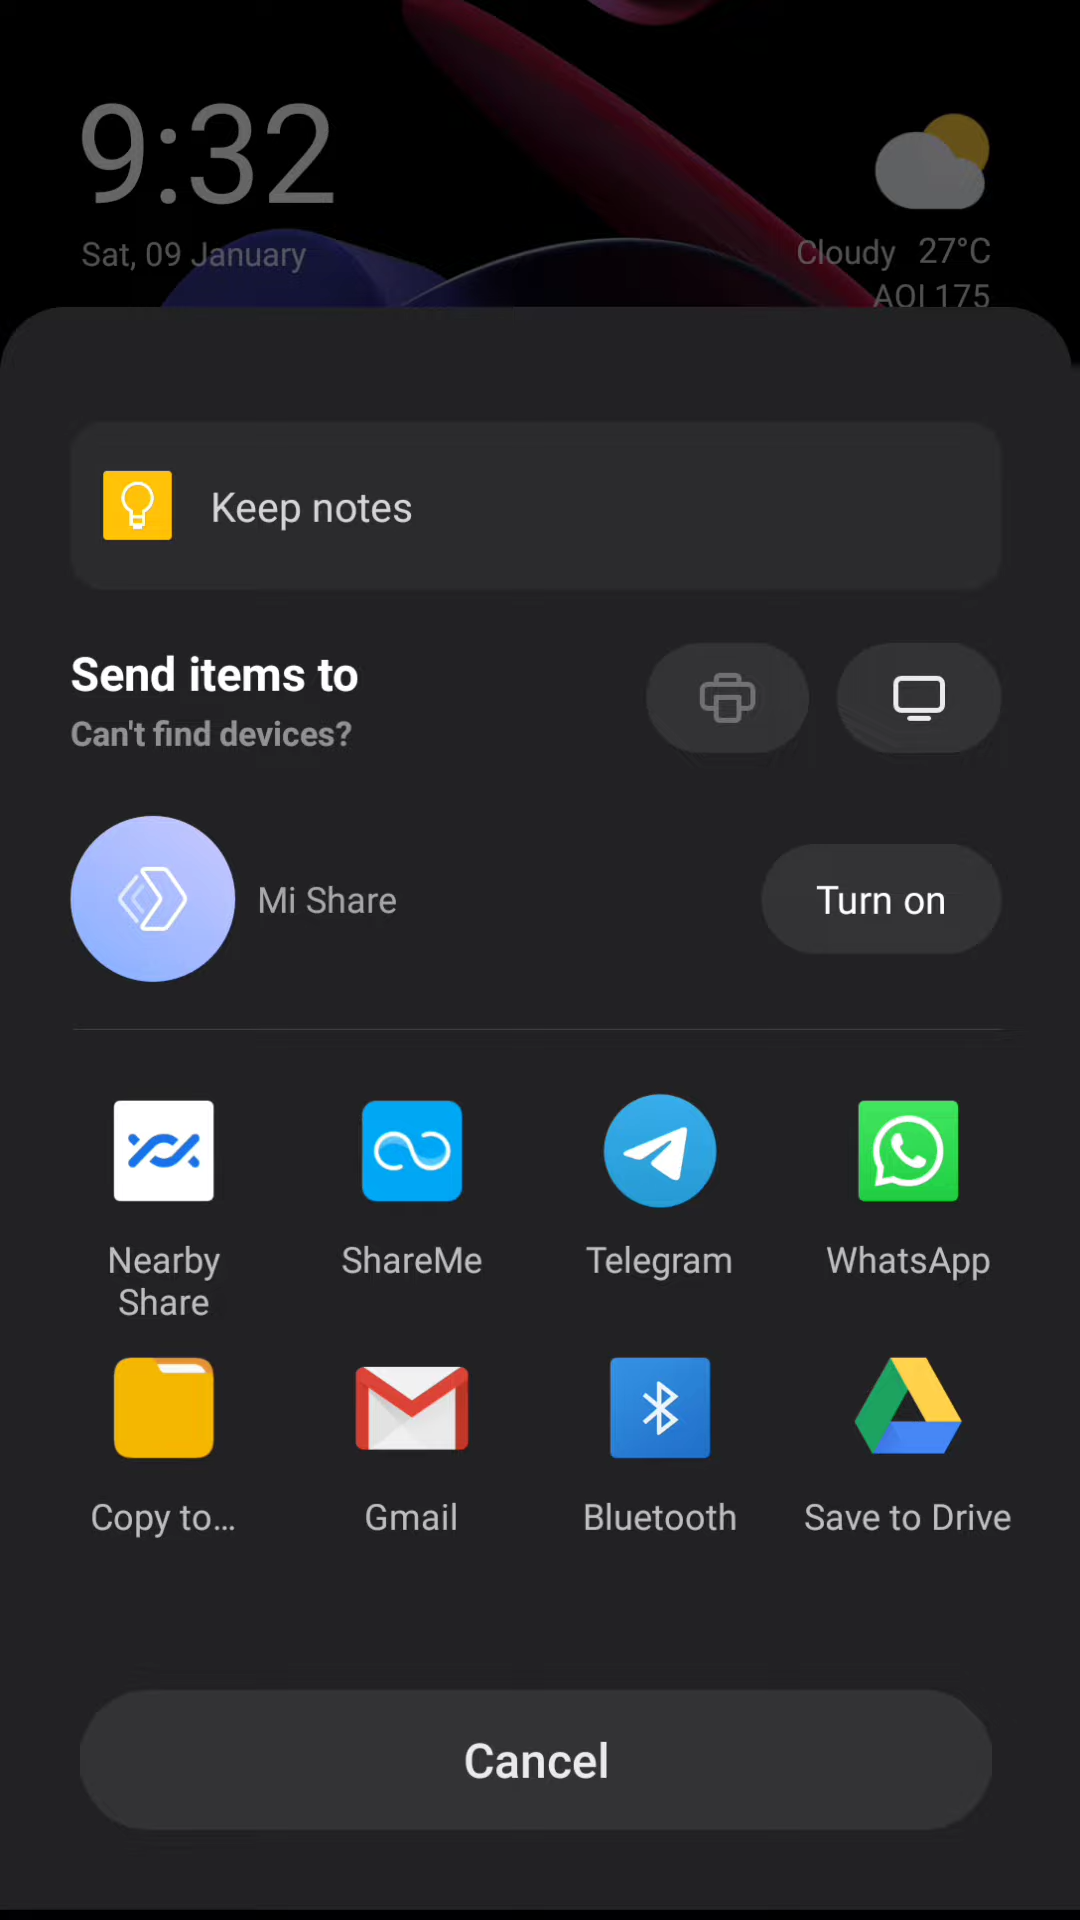 9:32
Sat, 09 January
Cloudy 27°C
AQI 175
Keep notes
Send items to
Can't find devices?
Mi Share
Turn on
Nearby Share
ShareMe
Telegram
WhatsApp
Copy to...
Gmail
Bluetooth
Save to Drive
Cancel